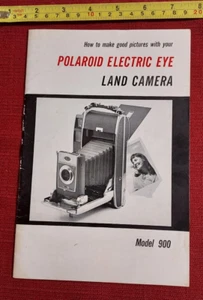 How to make good pictures with your
POLAROID ELECTRIC EYE
LAND CAMERA
Model 900